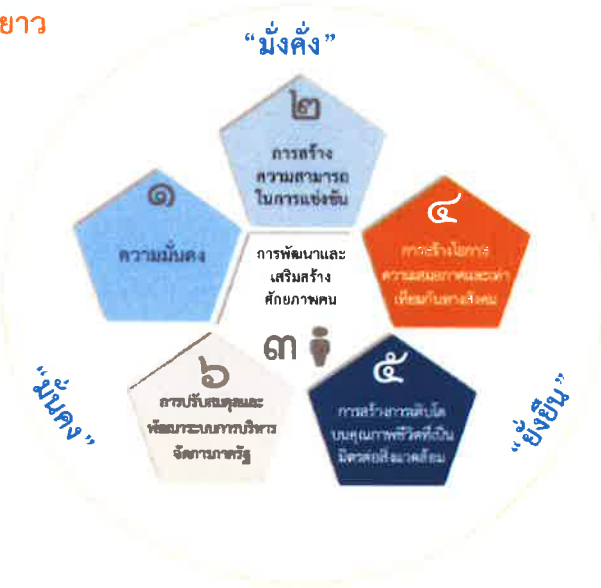 ยาว
“มั่งคั่ง”
๒
การสร้าง
ความสามารถ
ในการแข่งขัน
๑
ความมั่นคง
๔
การสร้างโอกาส
ความเสมอภาคและเท่า
เทียมกันทางสังคม
การพัฒนาและ
เสริมสร้าง
ศักยภาพคน
๓
๖
การปรับสมดุลและ
พัฒนาระบบการบริหาร
จัดการภาครัฐ
๕
การสร้างการเติบโต
บนคุณภาพชีวิตที่เป็น
มิตรต่อสิ่งแวดล้อม
“มั่นคง”
“ยั่งยืน”